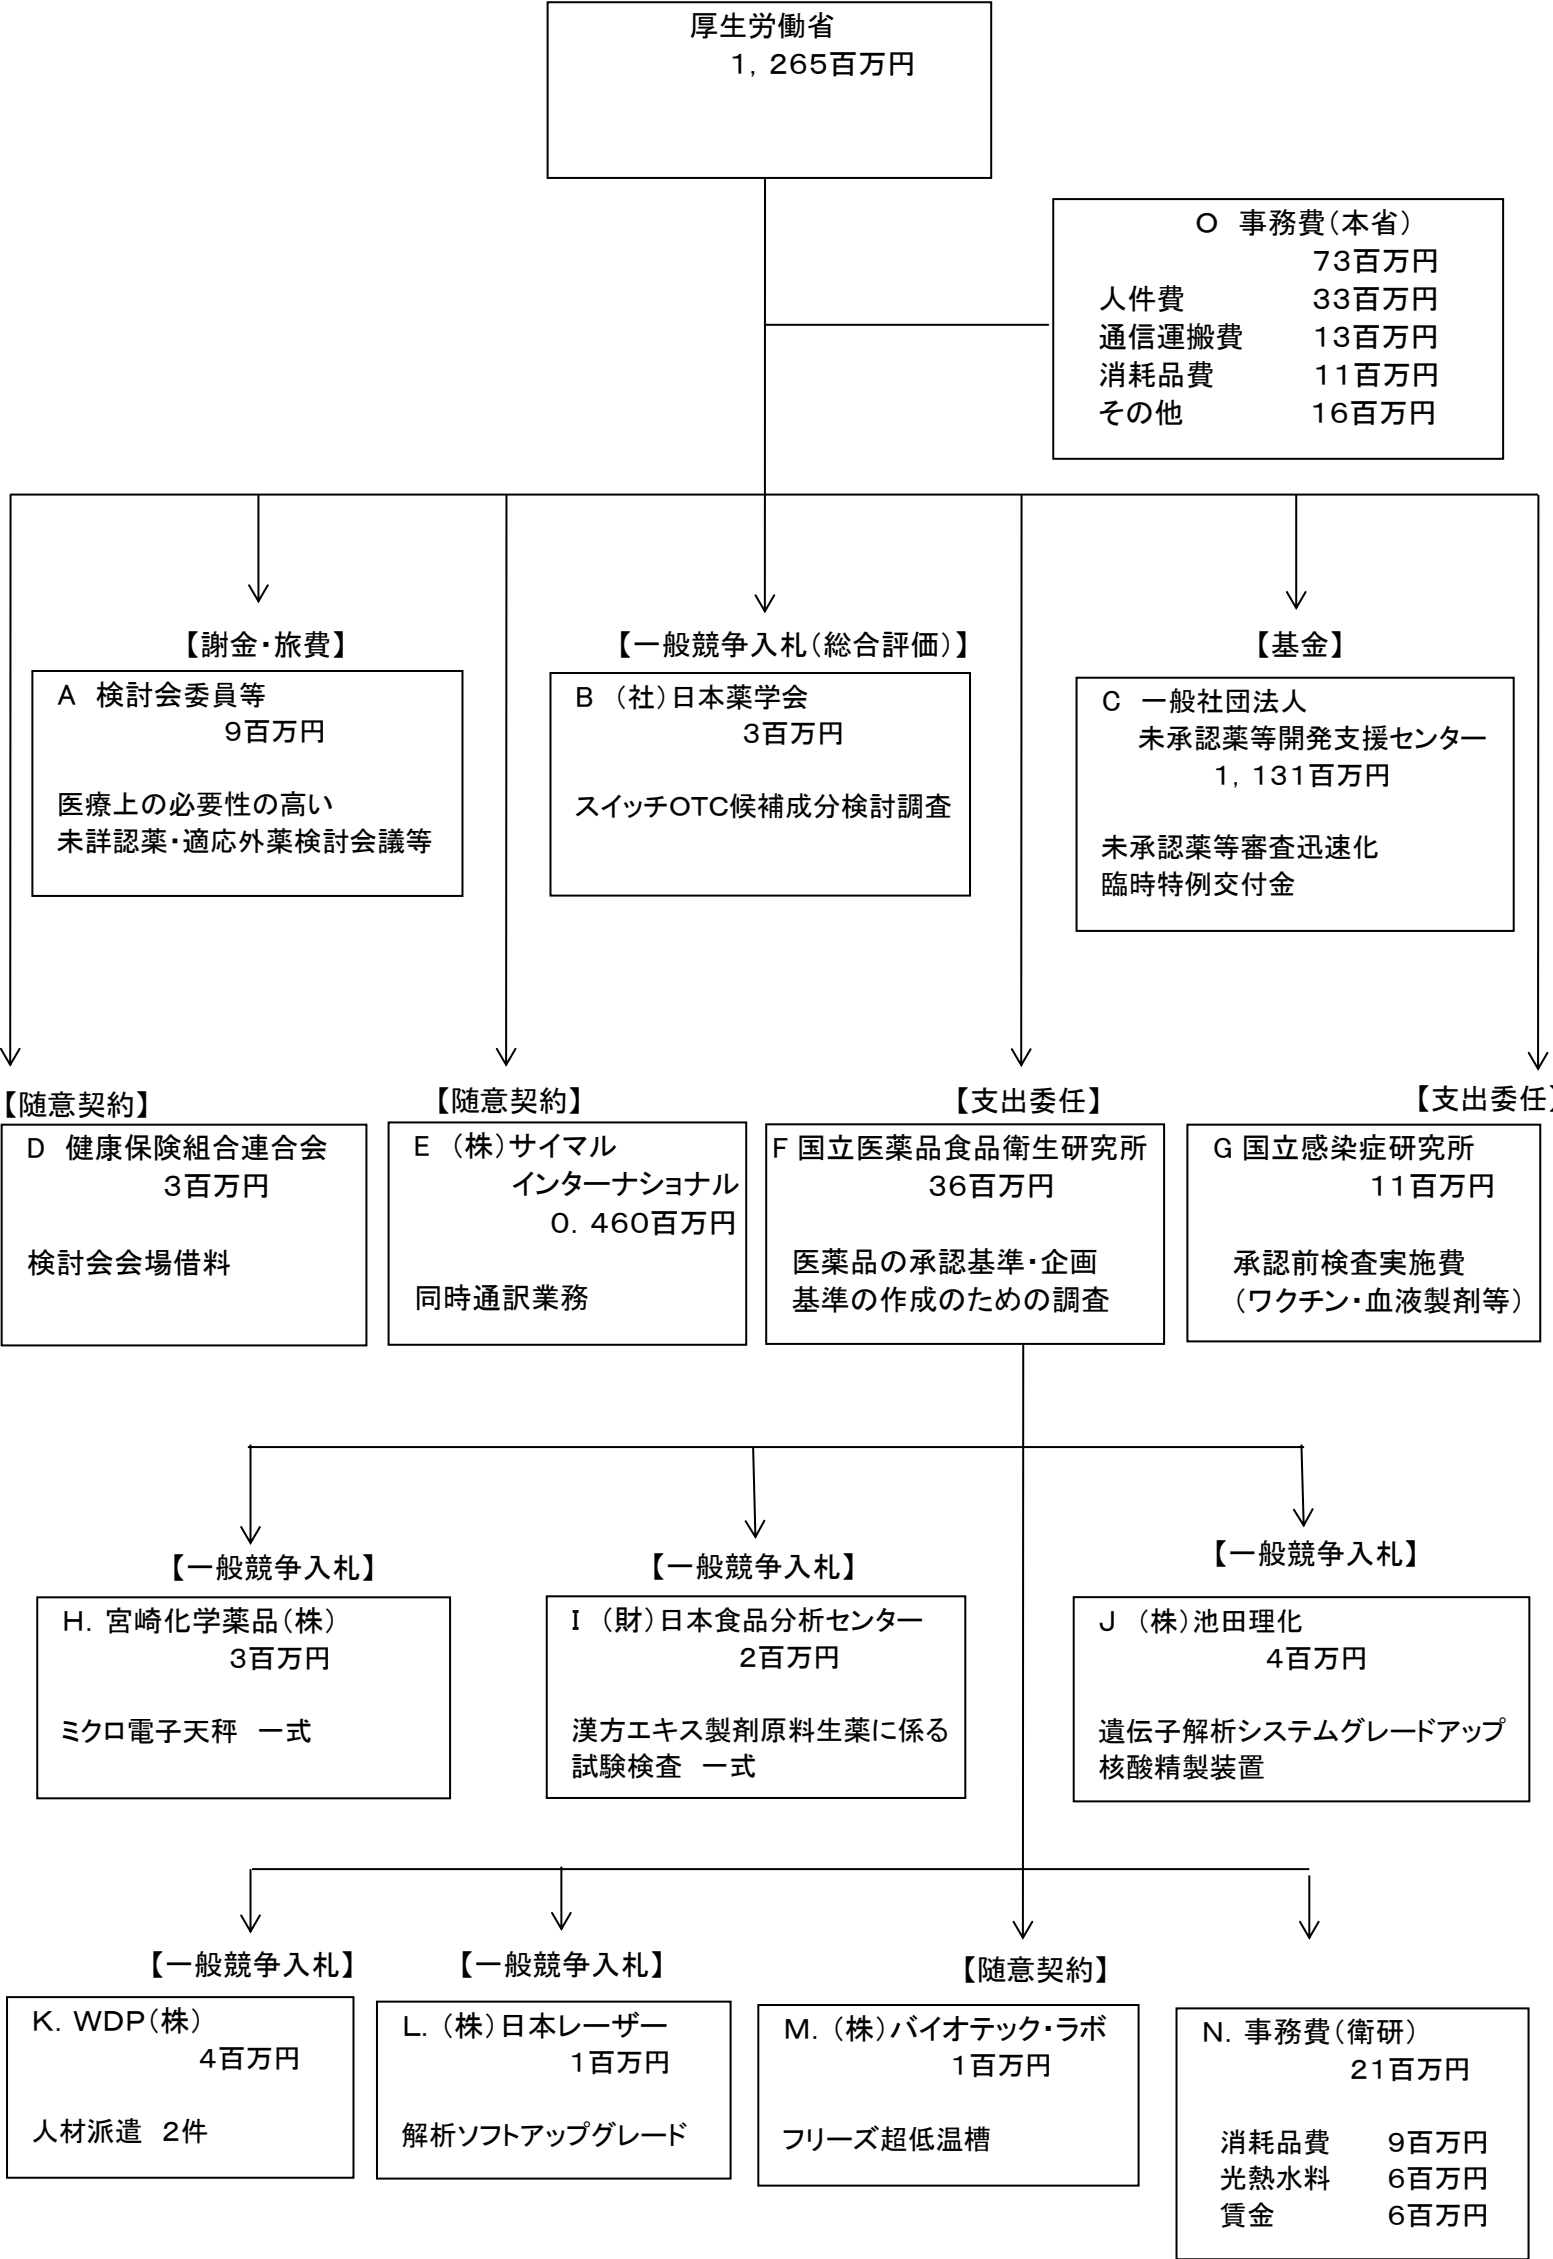 厚生労働省
1，265百万円
O　事務費（本省）
73百万円
人件費　33百万円
通信運搬費　13百万円
消耗品費　11百万円
その他　16百万円
【謝金・旅費】
A　検討会委員等
9百万円
医療上の必要性の高い
未詳認薬・適応外薬検討会議等
【一般競争入札（総合評価）】
B　（社）日本薬学会
3百万円
スイッチOTC候補成分検討調査
【基金】
C　一般社団法人
未承認薬等開発支援センター
1，131百万円
未承認薬等審査迅速化
臨時特例交付金
【随意契約】
D　健康保険組合連合会
3百万円
検討会会場借料
【随意契約】
E　（株）サイマル
インターナショナル
0．460百万円
同時通訳業務
【支出委任】
F 国立医薬品食品衛生研究所
36百万円
医薬品の承認基準・企画
基準の作成のための調査
【支出委任】
G 国立感染症研究所
11百万円
承認前検査実施費
（ワクチン・血液製剤等）
【一般競争入札】
H．宮崎化学薬品（株）
3百万円
ミクロ電子天秤　一式
【一般競争入札】
I　（財）日本食品分析センター
2百万円
漢方エキス製剤原料生薬に係る
試験検査　一式
【一般競争入札】
J　（株）池田理化
4百万円
遺伝子解析システムグレードアップ
核酸精製装置
【一般競争入札】
K．WDP（株）
4百万円
人材派遣　2件
【一般競争入札】
L．（株）日本レーザー
1百万円
解析ソフトアップグレード
【随意契約】
M．（株）バイオテック・ラボ
1百万円
フリーズ超低温槽
N．事務費（衛研）
21百万円
消耗品費　9百万円
光熱水料　6百万円
賃金　6百万円